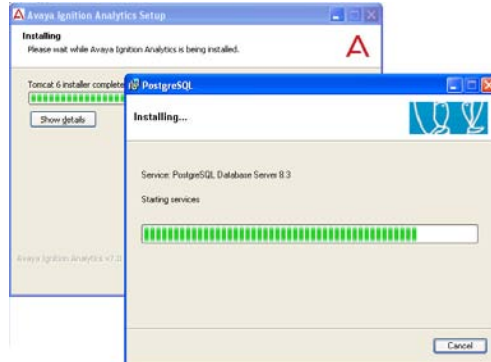 Avaya Ignition Analytics Setup
Installing
Please wait while Avaya Ignition Analytics is being installed.
Tomcat 6 installer complete
Show details
Avaya Ignition Analytics v7.0
PostgreSQL
Installing...
Service: PostgreSQL Database Server 8.3
Starting services
Cancel